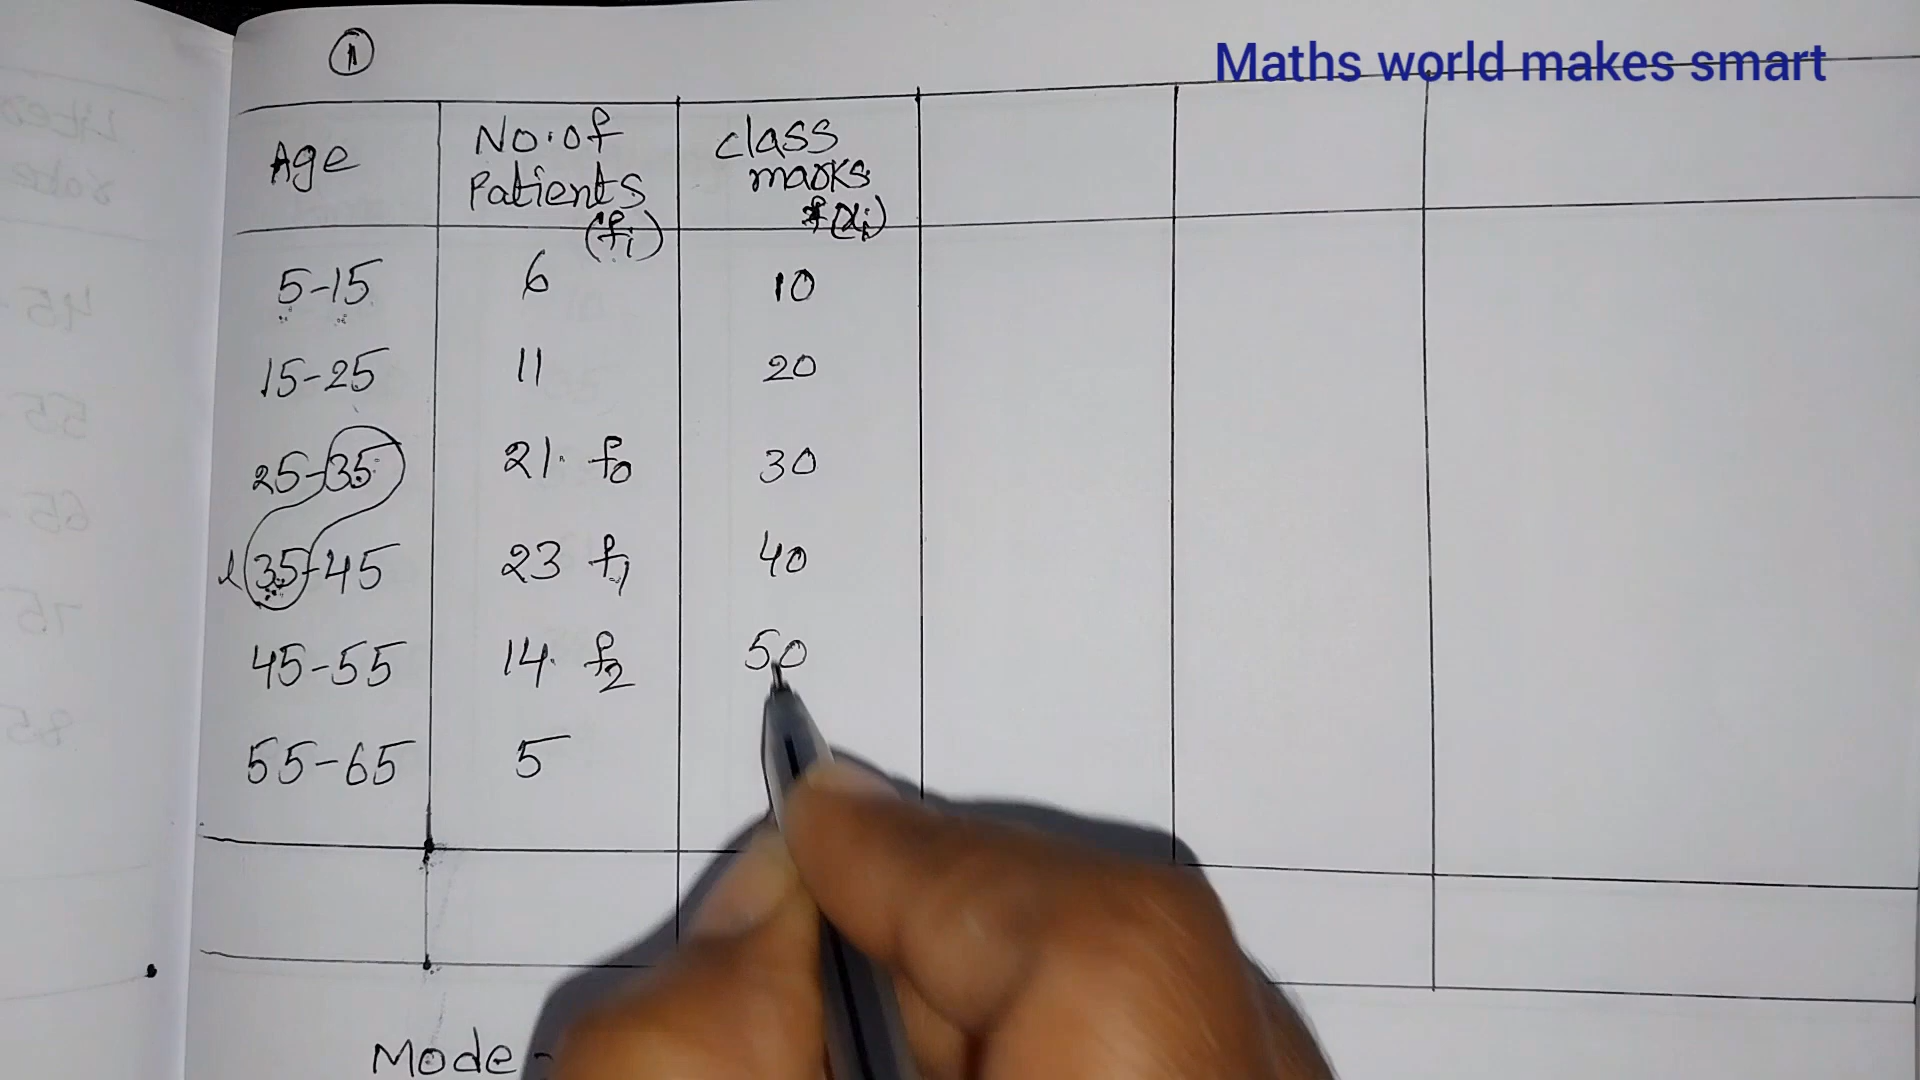 1
Maths world makes smart
Age
No. of
Patients
(fi)
class
marks
(xi)
5-15 6 10
15-25 11 20
25-35 21. f0 30
l 35-45 23 f1 40
45-55 14. f2 50
55-65 5
Mode -